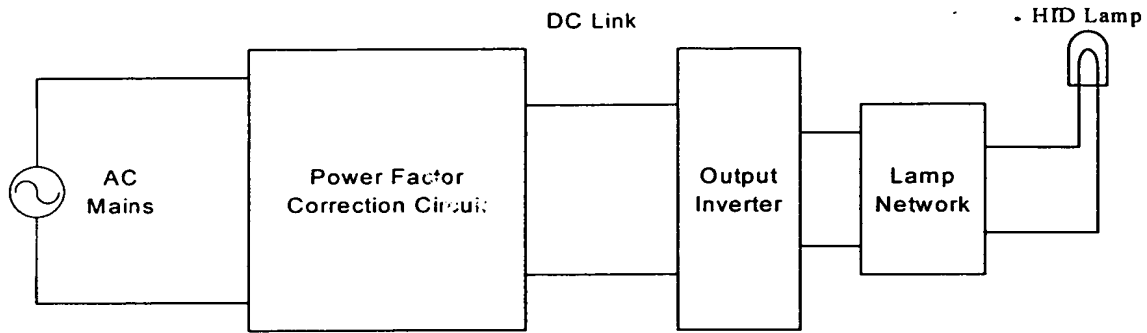 DC Link
HID Lamp
AC
Mains
Power Factor
Correction Circuit
Output
Inverter
Lamp
Network